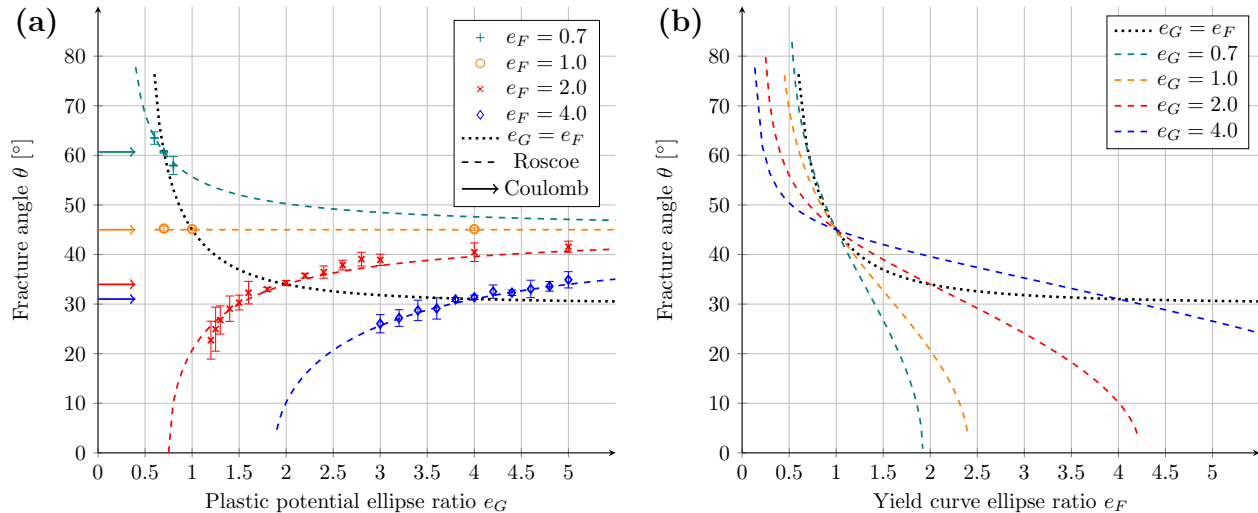 (a)
e_F = 0.7
e_F = 1.0
e_F = 2.0
e_F = 4.0
e_G = e_F
Roscoe
Coulomb
Fracture angle θ [°]
90
80
70
60
50
40
30
20
10
0
0 0.5 1 1.5 2 2.5 3 3.5 4 4.5 5
Plastic potential ellipse ratio e_G
(b)
e_G = e_F
e_G = 0.7
e_G = 1.0
e_G = 2.0
e_G = 4.0
Fracture angle θ [°]
80
70
60
50
40
30
20
10
0
0 0.5 1 1.5 2 2.5 3 3.5 4 4.5 5
Yield curve ellipse ratio e_F